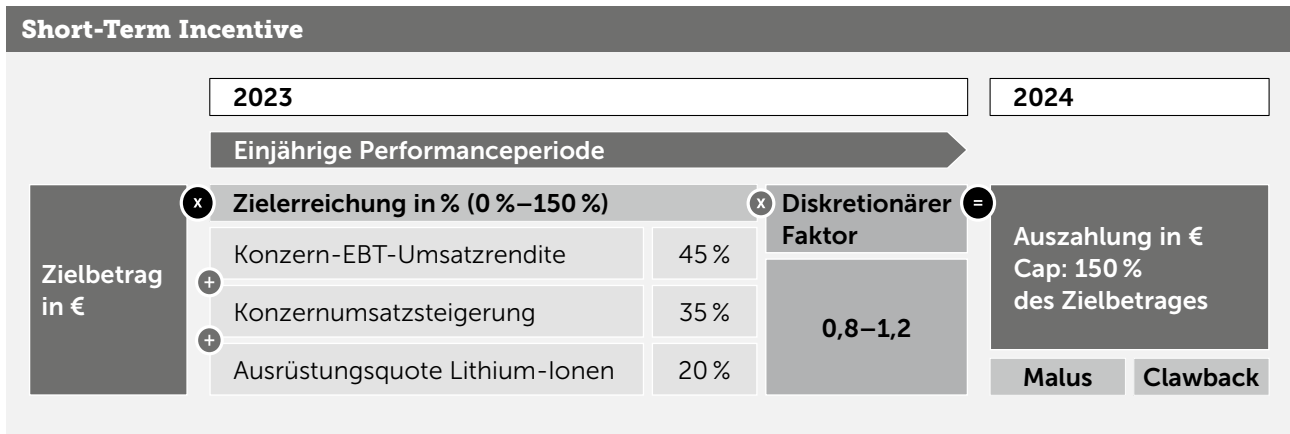 Short-Term Incentive
2023
2024
Einjährige Performanceperiode
Zielbetrag
in €
x
Zielerreichung in % (0 %–150 %)
Konzern-EBT-Umsatzrendite
45 %
+
Konzernumsatzsteigerung
35 %
+
Ausrüstungsquote Lithium-Ionen
20 %
x
Diskretionärer
Faktor
0,8–1,2
=
Auszahlung in €
Cap: 150 %
des Zielbetrages
Malus
Clawback